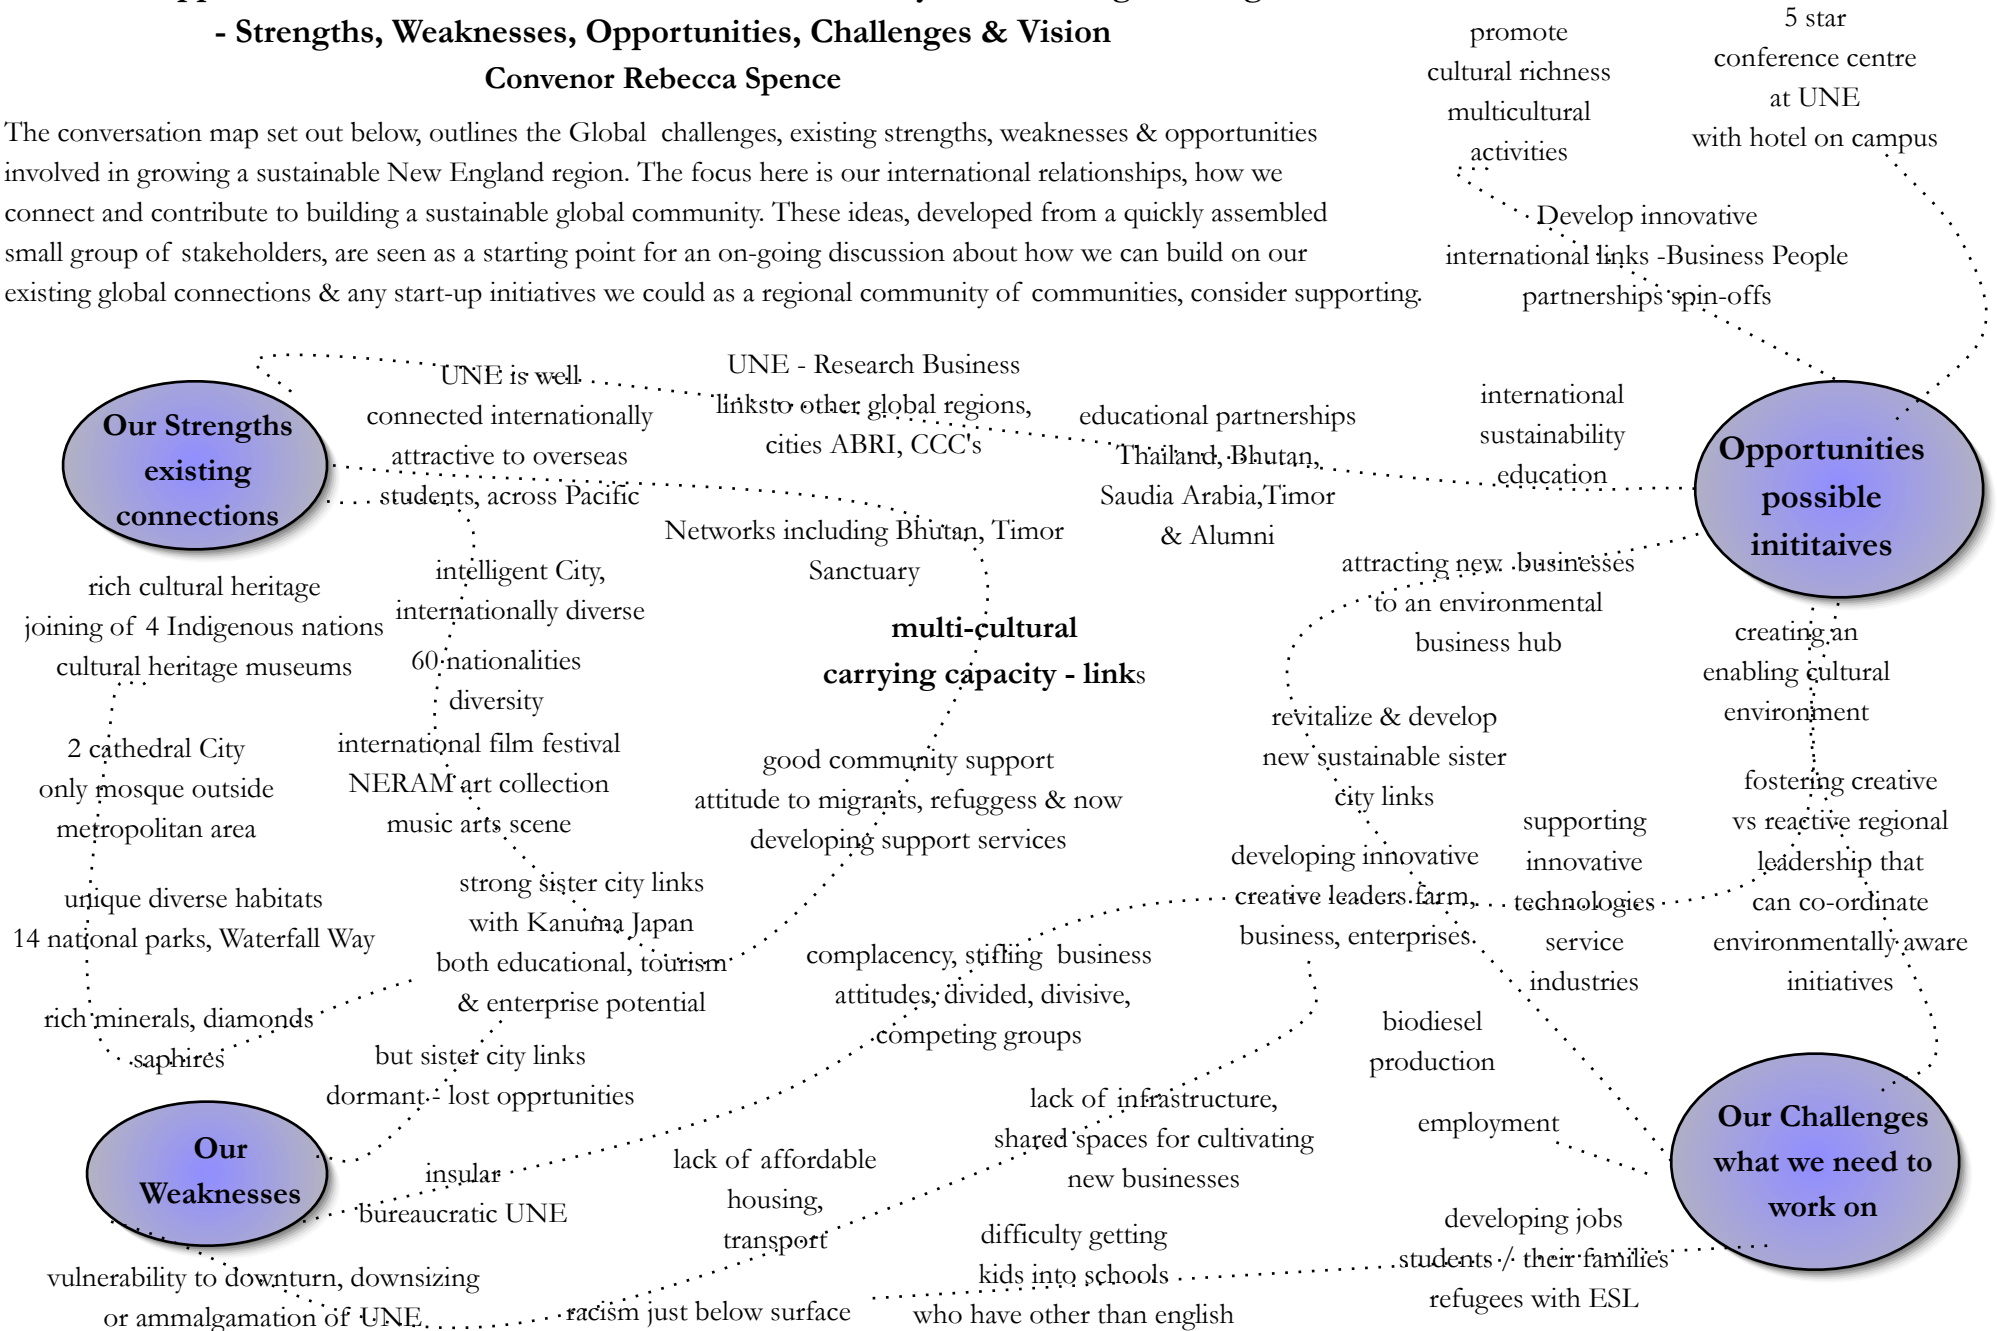 - Strengths, Weaknesses, Opportunities, Challenges & Vision
Convenor Rebecca Spence
The conversation map set out below, outlines the Global challenges, existing strengths, weaknesses & opportunities
involved in growing a sustainable New England region. The focus here is our international relationships, how we
connect and contribute to building a sustainable global community. These ideas, developed from a quickly assembled
small group of stakeholders, are seen as a starting point for an on-going discussion about how we can build on our
existing global connections & any start-up initiatives we could as a regional community of communities, consider supporting.
promote
cultural richness
multicultural
activities
5 star
conference centre
at UNE
with hotel on campus
Develop innovative
international links -Business People
partnerships spin-offs
Our Strengths
existing
connections
UNE is well
connected internationally
attractive to overseas
students, across Pacific
UNE - Research Business
linksto other global regions,
cities ABRI, CCC's
educational partnerships
Thailand, Bhutan,
Saudia Arabia,Timor
& Alumni
international
sustainability
education
Opportunities
possible
inititaives
Networks including Bhutan, Timor
Sanctuary
attracting new businesses
to an environmental
business hub
rich cultural heritage
joining of 4 Indigenous nations
cultural heritage museums
intelligent City,
internationally diverse
60 nationalities
diversity
multi-cultural
carrying capacity - links
creating an
enabling cultural
environment
2 cathedral City
only mosque outside
metropolitan area
international film festival
NERAM art collection
music arts scene
good community support
attitude to migrants, refuggess & now
developing support services
revitalize & develop
new sustainable sister
city links
fostering creative
vs reactive regional
leadership that
can co-ordinate
environmentally aware
initiatives
supporting
innovative
technologies
service
industries
developing innovative
creative leaders farm,
business, enterprises.
unique diverse habitats
14 national parks, Waterfall Way
strong sister city links
with Kanuma Japan
both educational, tourism
& enterprise potential
complacency, stifling business
attitudes, divided, divisive,
competing groups
rich minerals, diamonds
saphires
but sister city links
dormant - lost opprtunities
biodiesel
production
lack of infrastructure,
shared spaces for cultivating
new businesses
employment
Our Challenges
what we need to
work on
Our
Weaknesses
insular
bureaucratic UNE
lack of affordable
housing,
transport
difficulty getting
kids into schools
who have other than english
developing jobs
students / their families
refugees with ESL
vulnerability to downturn, downsizing
or ammalgamation of UNE
racism just below surface